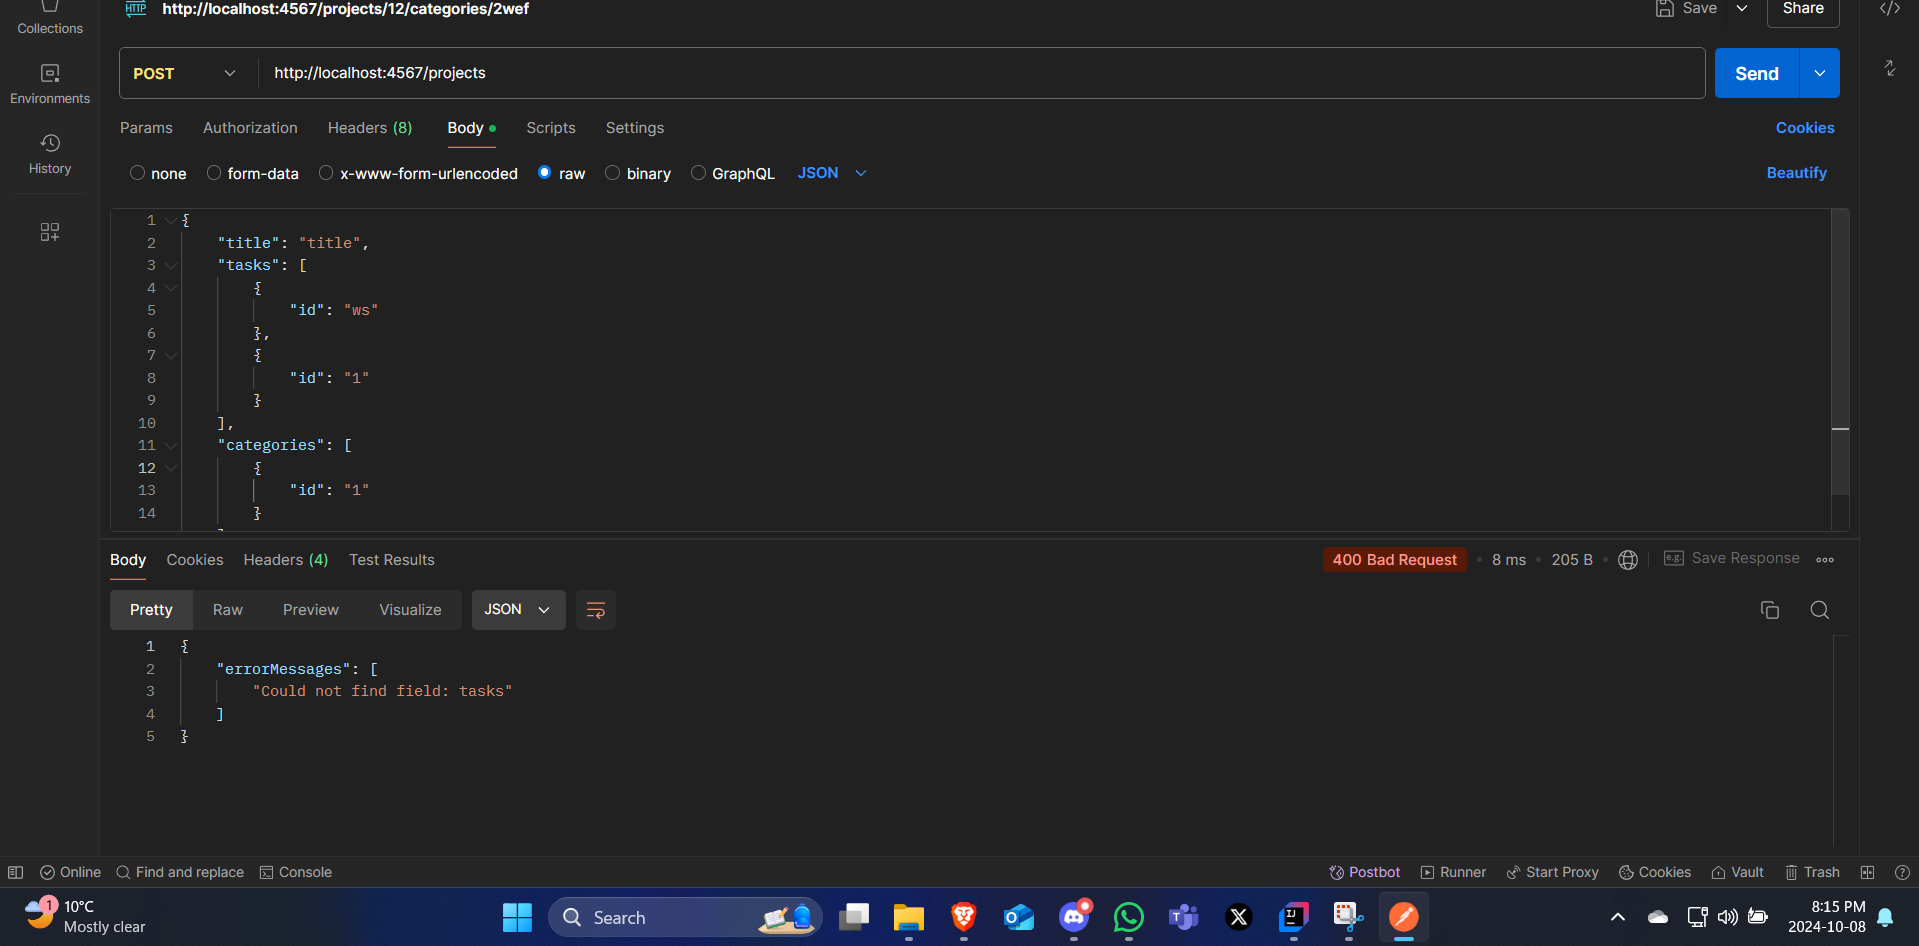 Collections
HTTP http://localhost:4567/projects/12/categories/2wef
Save
Share
POST http://localhost:4567/projects
Send
Environments
Params Authorization Headers (8) Body Scripts Settings
Cookies
History
none form-data x-www-form-urlencoded raw binary GraphQL JSON
Beautify
1 {
2 "title": "title",
3 "tasks": [
4 {
5 "id": "ws"
6 },
7 {
8 "id": "1"
9 }
10 ],
11 "categories": [
12 {
13 "id": "1"
14 }
Body Cookies Headers (4) Test Results
400 Bad Request • 8 ms • 205 B
e.g. Save Response
Pretty Raw Preview Visualize JSON
1 {
2 "errorMessages": [
3 "Could not find field: tasks"
4 ]
5 }
Online Find and replace Console
Postbot Runner Start Proxy Cookies Vault Trash
1 10°C
Mostly clear
Search
8:15 PM
2024-10-08